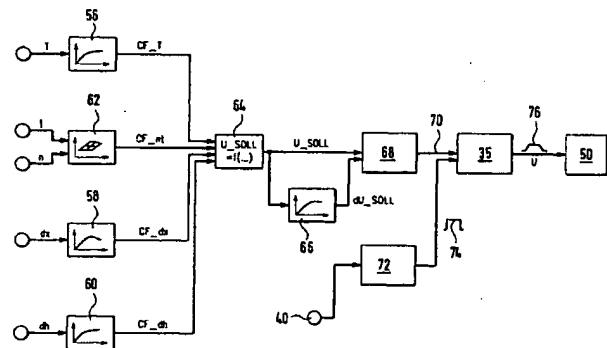 56
T
CF_T
62
t
n
CF_nt
64
U_SOLL
=f(...)
U_SOLL
68
70
35
76
U
50
58
dx
CF_dx
66
dU_SOLL
72
74
60
dh
CF_dh
40